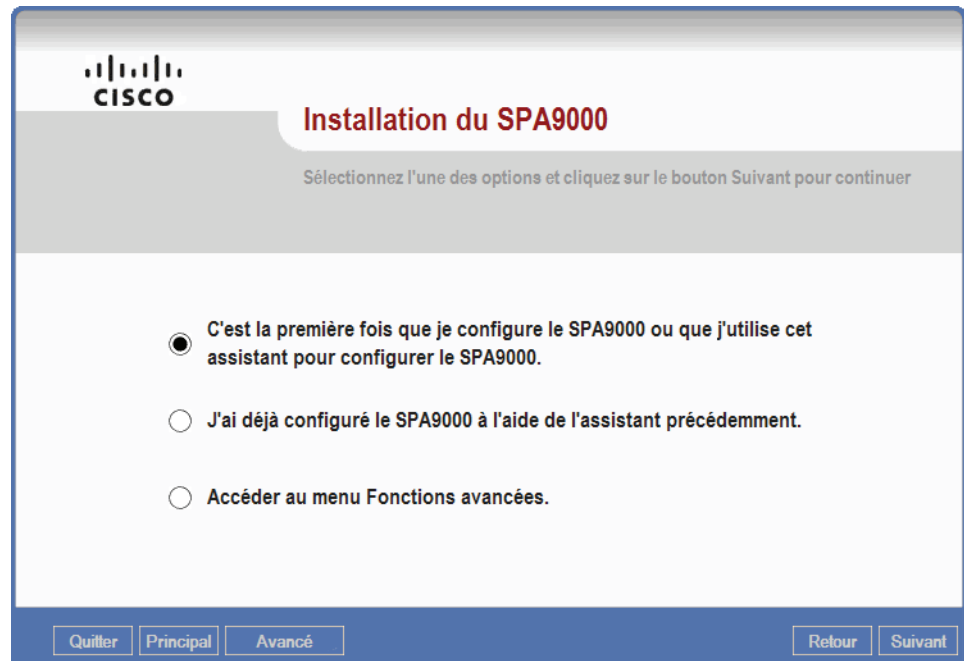 CISCO
Installation du SPA9000
Sélectionnez l'une des options et cliquez sur le bouton Suivant pour continuer
C'est la première fois que je configure le SPA9000 ou que j'utilise cet
assistant pour configurer le SPA9000.
J'ai déjà configuré le SPA9000 à l'aide de l'assistant précédemment.
Accéder au menu Fonctions avancées.
Quitter Principal Avancé Retour Suivant